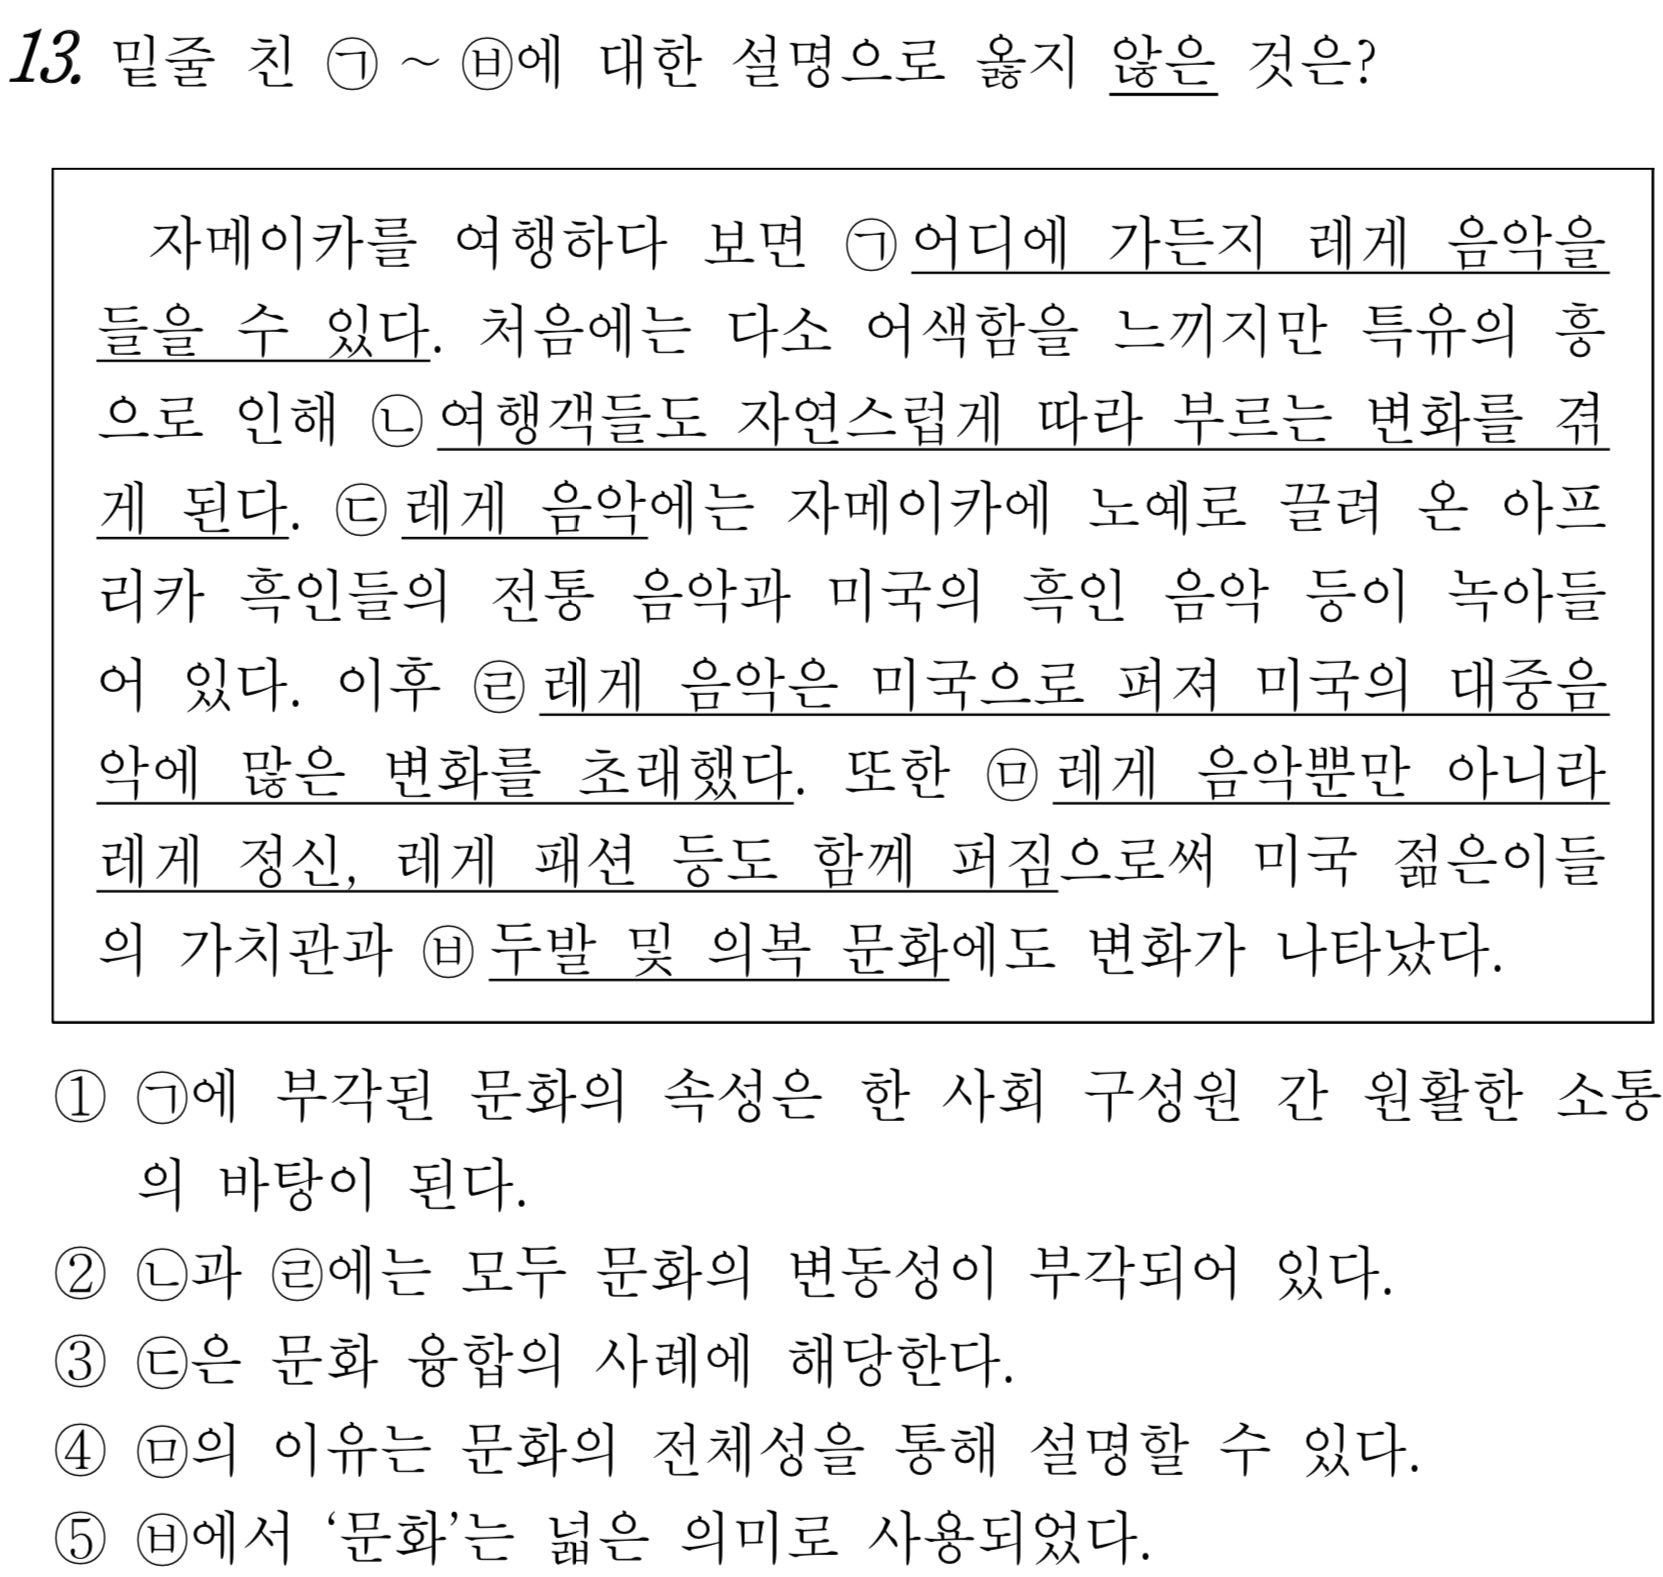 13. 밑줄 친 ㉠ ~ ㉥에 대한 설명으로 옳지 않은 것은?
자메이카를 여행하다 보면 ㉠어디에 가든지 레게 음악을
들을 수 있다. 처음에는 다소 어색함을 느끼지만 특유의 흥
으로 인해 ㉡여행객들도 자연스럽게 따라 부르는 변화를 겪
게 된다. ㉢레게 음악에는 자메이카에 노예로 끌려 온 아프
리카 흑인들의 전통 음악과 미국의 흑인 음악 등이 녹아들
어 있다. 이후 ㉣레게 음악은 미국으로 퍼져 미국의 대중음
악에 많은 변화를 초래했다. 또한 ㉤레게 음악뿐만 아니라
레게 정신, 레게 패션 등도 함께 퍼짐으로써 미국 젊은이들
의 가치관과 ㉥두발 및 의복 문화에도 변화가 나타났다.
① ㉠에 부각된 문화의 속성은 한 사회 구성원 간 원활한 소통
의 바탕이 된다.
② ㉡과 ㉣에는 모두 문화의 변동성이 부각되어 있다.
③ ㉢은 문화 융합의 사례에 해당한다.
④ ㉤의 이유는 문화의 전체성을 통해 설명할 수 있다.
⑤ ㉥에서 ‘문화’는 넓은 의미로 사용되었다.